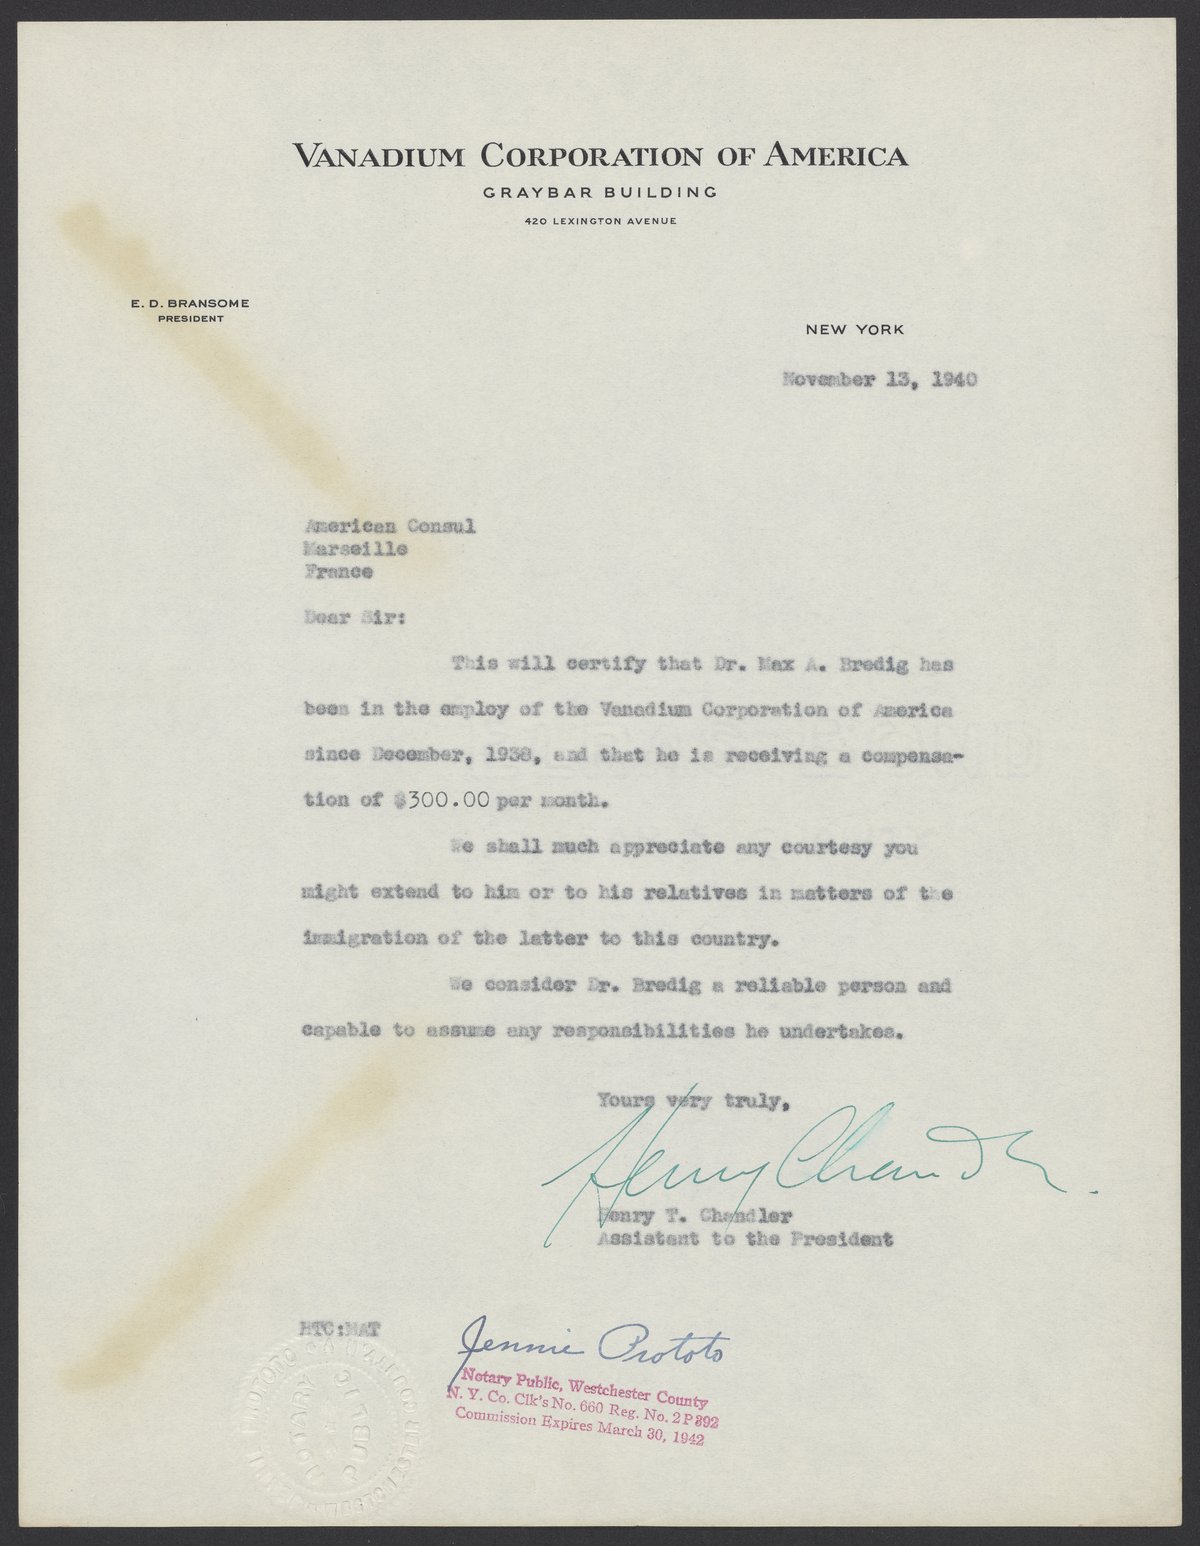 VANADIUM CORPORATION OF AMERICA
GRAYBAR BUILDING
420 LEXINGTON AVENUE
E. D. BRANSOME
PRESIDENT
NEW YORK
November 13, 1940
American Consul
Marseille
France
Dear Sir:
This will certify that Dr. Max A. Bredig has
been in the employ of the Vanadium Corporation of America
since December, 1938, and that he is receiving a compensa-
tion of $300.00 per month.
We shall much appreciate any courtesy you
might extend to him or to his relatives in matters of the
immigration of the latter to this country.
We consider Dr. Bredig a reliable person and
capable to assume any responsibilities he undertakes.
Yours very truly,
Henry Chandler
Henry T. Chandler
Assistant to the President
HTC:MAT
Jennie Prototo
Notary Public, Westchester County
N. Y. Co. Clk's No. 660 Reg. No. 2P392
Commission Expires March 30, 1942
NOTARY PUBLIC